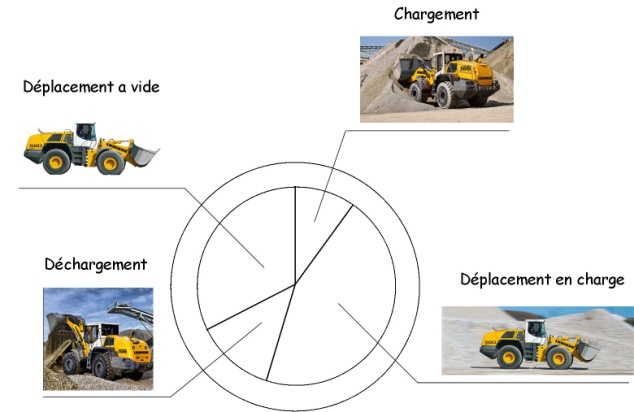 Chargement
Déplacement a vide
Déchargement
Déplacement en charge